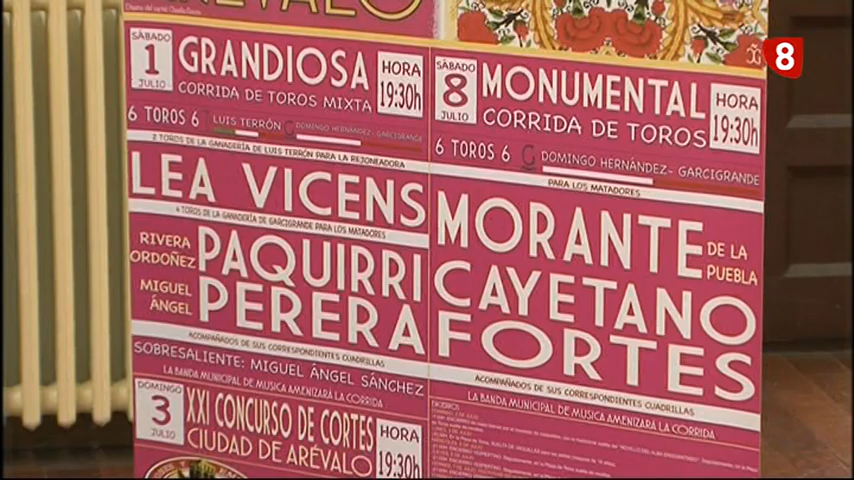 ARÉVALO
8
SÀBADO
1
JULIO
GRANDIOSA
CORRIDA DE TOROS MIXTA
HORA
19:30h
6 TOROS 6
LUIS TERRÓN
DOMINGO HERNÁNDEZ- GARCIGRANDE
2 TOROS DE LA GANADERÍA DE LUIS TERRÓN PARA LA REJONEADORA
LEA VICENS
4 TOROS DE LA GANADERÍA DE GARCIGRANDE PARA LOS MATADORES
RIVERA
ORDOÑEZ
PAQUIRRI
MIGUEL
ÁNGEL
PERERA
ACOMPAÑADOS DE SUS CORRESPONDIENTES CUADRILLAS
SOBRESALIENTE: MIGUEL ÁNGEL SÁNCHEZ
LA BANDA MUNICIPAL DE MUSICA AMENIZARÁ LA CORRIDA
DOMINGO
3
JULIO
XXI CONCURSO DE CORTES
CIUDAD DE ARÉVALO
HORA
19:30h
SÀBADO
8
JULIO
MONUMENTAL
CORRIDA DE TOROS
HORA
19:30h
6 TOROS 6
DOMINGO HERNÁNDEZ- GARCIGRANDE
PARA LOS MATADORES
MORANTE
DE LA
PUEBLA
CAYETANO
FORTES
ACOMPAÑADOS DE SUS CORRESPONDIENTES CUADRILLAS
LA BANDA MUNICIPAL DE MUSICA AMENIZARÁ LA CORRIDA